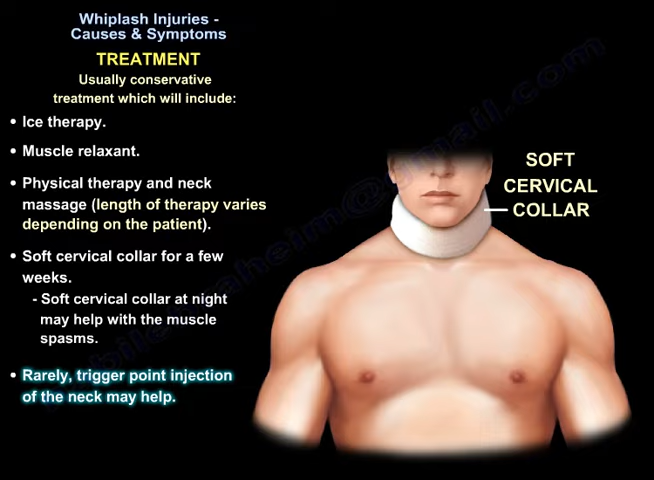 Whiplash Injuries -
Causes & Symptoms
TREATMENT
Usually conservative
treatment which will include:
• Ice therapy.
• Muscle relaxant.
• Physical therapy and neck
massage (length of therapy varies
depending on the patient).
• Soft cervical collar for a few
weeks.
- Soft cervical collar at night
may help with the muscle
spasms.
• Rarely, trigger point injection
of the neck may help.
SOFT
CERVICAL
COLLAR